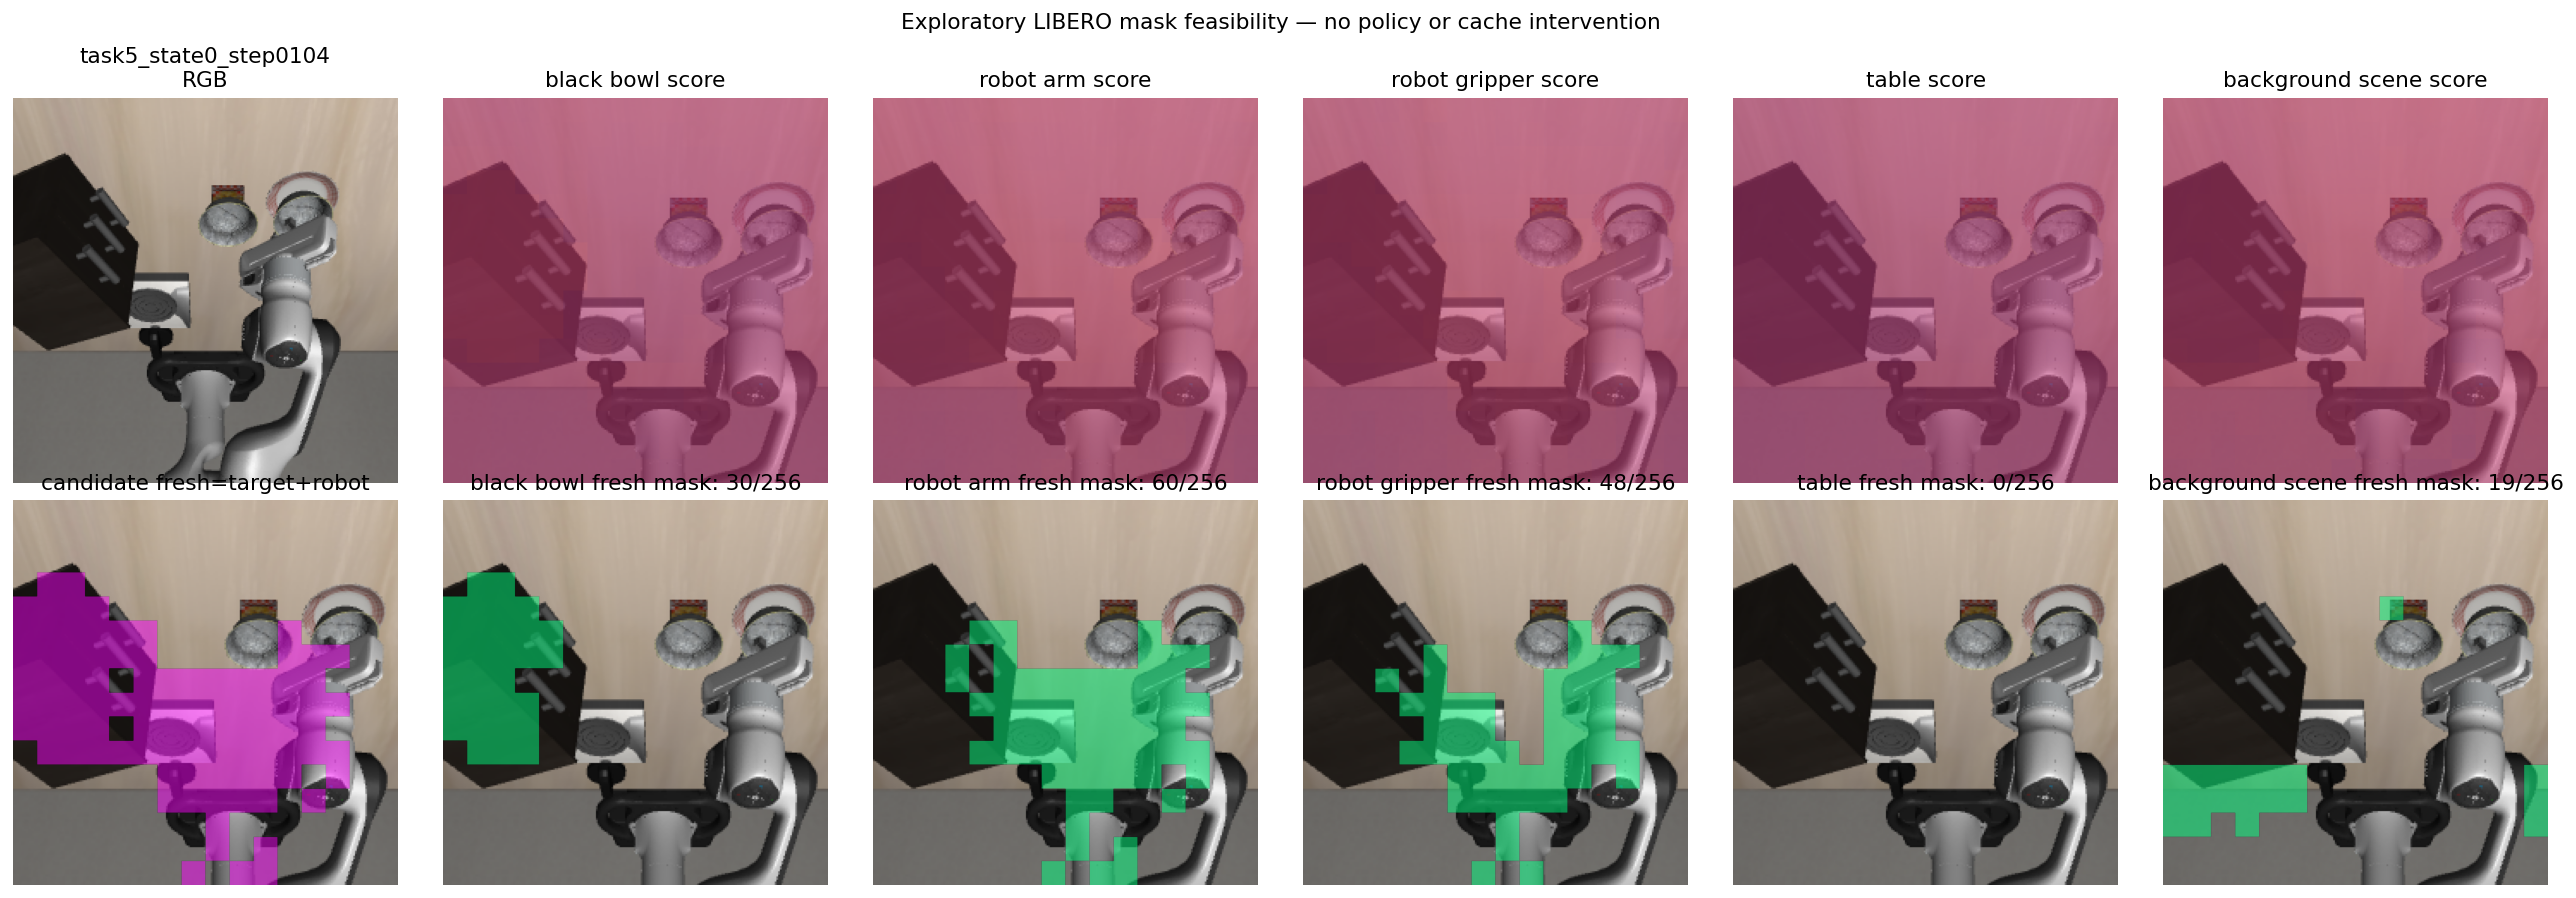 Exploratory LIBERO mask feasibility — no policy or cache intervention
task5_state0_step0104
RGB
black bowl score
robot arm score
robot gripper score
table score
background scene score
candidate fresh=target+robot
black bowl fresh mask: 30/256
robot arm fresh mask: 60/256
robot gripper fresh mask: 48/256
table fresh mask: 0/256
background scene fresh mask: 19/256